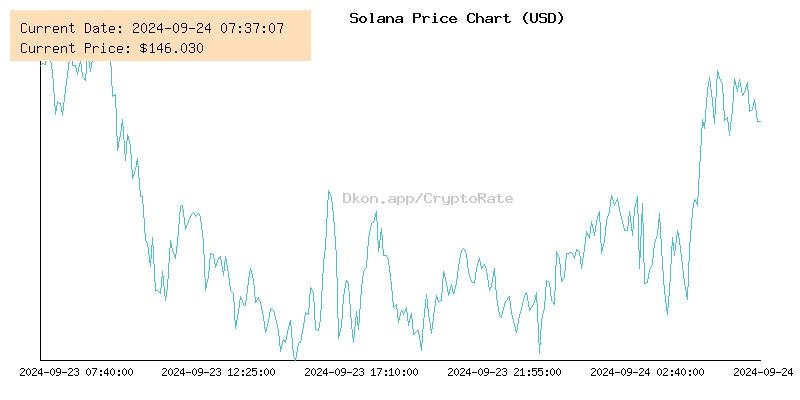 Solana Price Chart (USD)
Current Date: 2024-09-24 07:37:07
Current Price: $146.030
Dkon.app/CryptoRate
2024-09-23 07:40:00
2024-09-23 12:25:00
2024-09-23 17:10:00
2024-09-23 21:55:00
2024-09-24 02:40:00
2024-09-24